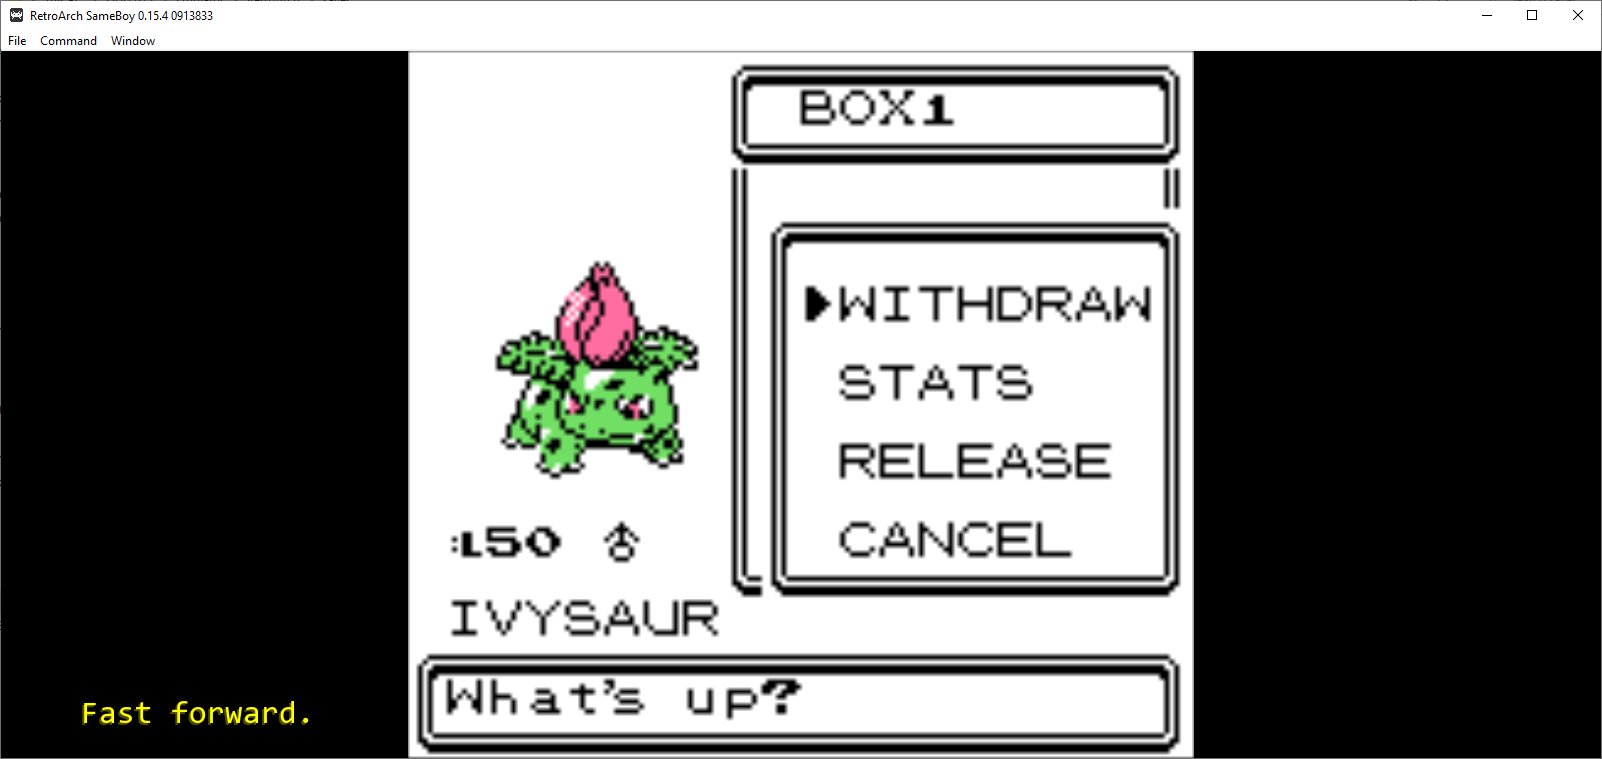 RetroArch SameBoy 0.15.4 0913833
File Command Window
BOX1
WITHDRAW
STATS
RELEASE
CANCEL
:L50 ♂
IVYSAUR
What's up?
Fast forward.